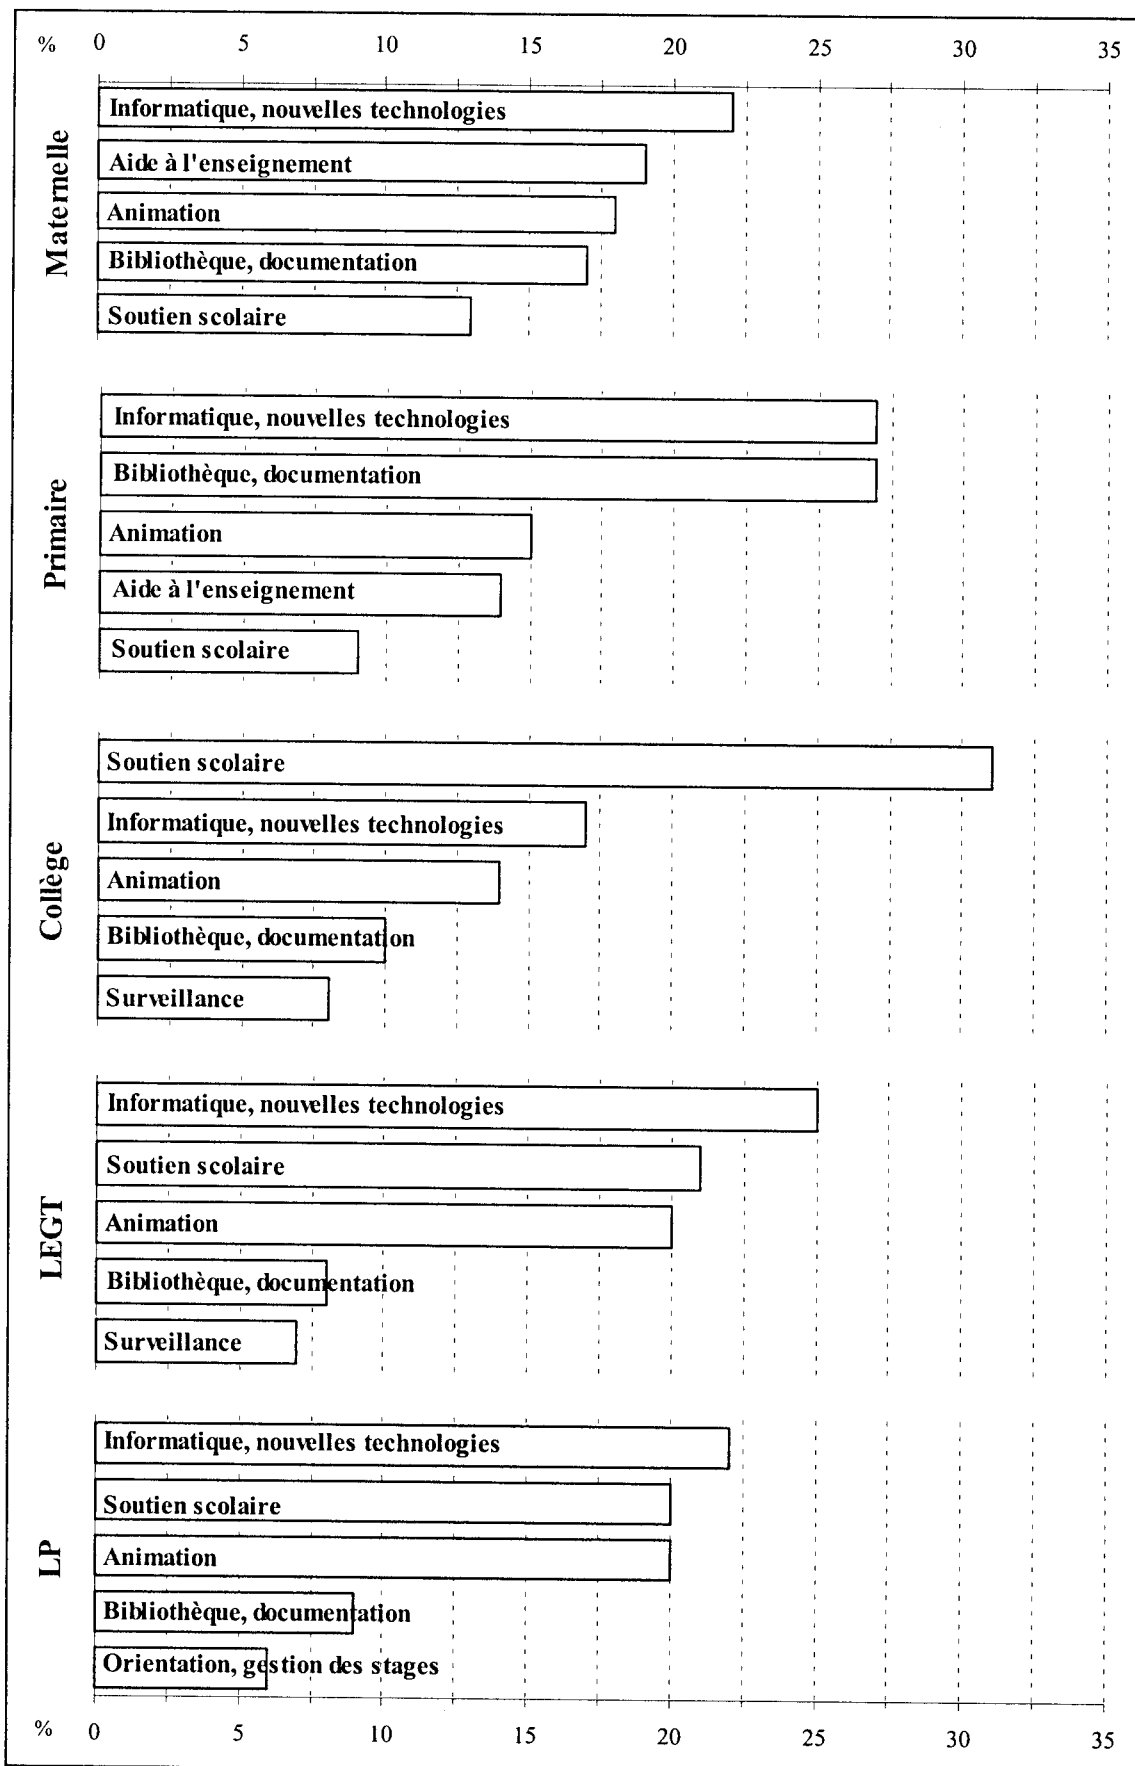 % 0 5 10 15 20 25 30 35
Maternelle
Informatique, nouvelles technologies
Aide à l'enseignement
Animation
Bibliothèque, documentation
Soutien scolaire
Primaire
Informatique, nouvelles technologies
Bibliothèque, documentation
Animation
Aide à l'enseignement
Soutien scolaire
Collège
Soutien scolaire
Informatique, nouvelles technologies
Animation
Bibliothèque, documentation
Surveillance
LEGT
Informatique, nouvelles technologies
Soutien scolaire
Animation
Bibliothèque, documentation
Surveillance
LP
Informatique, nouvelles technologies
Soutien scolaire
Animation
Bibliothèque, documentation
Orientation, gestion des stages
% 0 5 10 15 20 25 30 35